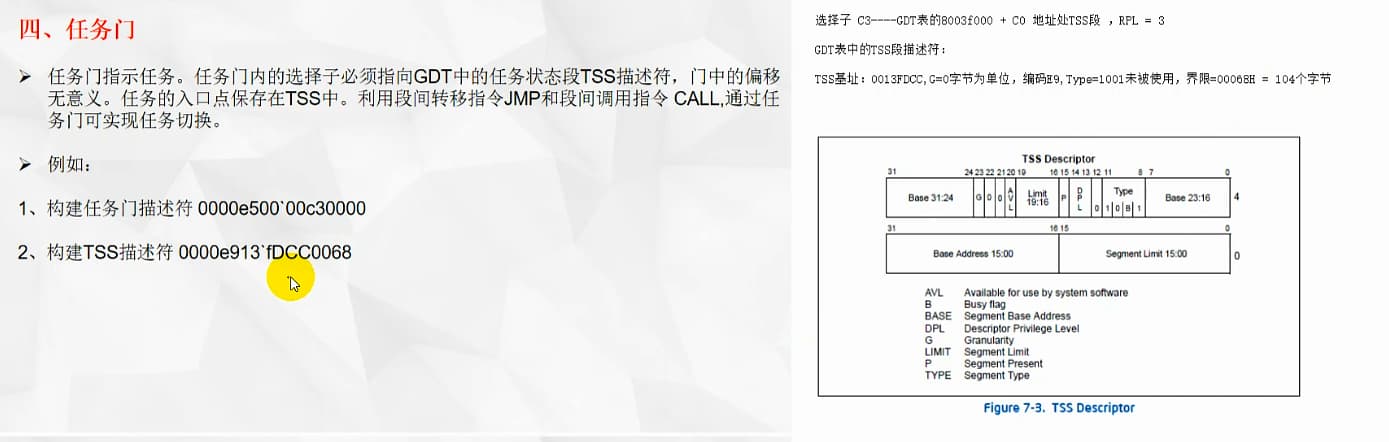 四、任务门
➢ 任务门指示任务。任务门内的选择子必须指向GDT中的任务状态段TSS描述符，门中的偏移
无意义。任务的入口点保存在TSS中。利用段间转移指令JMP和段间调用指令 CALL,通过任
务门可实现任务切换。
➢ 例如：
1、构建任务门描述符 0000e500`00c30000
2、构建TSS描述符 0000e913`fDCC0068
选择子 C3----GDT表的8003f000 + C0 地址处TSS段 ，RPL = 3
GDT表中的TSS段描述符：
TSS基址：0013FDCC,G=0字节为单位，编码E9,Type=1001未被使用，界限=00068H = 104个字节
TSS Descriptor
31 24 23 22 21 20 19 16 15 14 13 12 11 8 7 0
Base 31:24 G 0 0 AVL Limit 19:16 P DPL 0 Type 1 0 B 1 Base 23:16 4
31 16 15 0
Base Address 15:00 Segment Limit 15:00 0
AVL Available for use by system software
B Busy flag
BASE Segment Base Address
DPL Descriptor Privilege Level
G Granularity
LIMIT Segment Limit
P Segment Present
TYPE Segment Type
Figure 7-3. TSS Descriptor